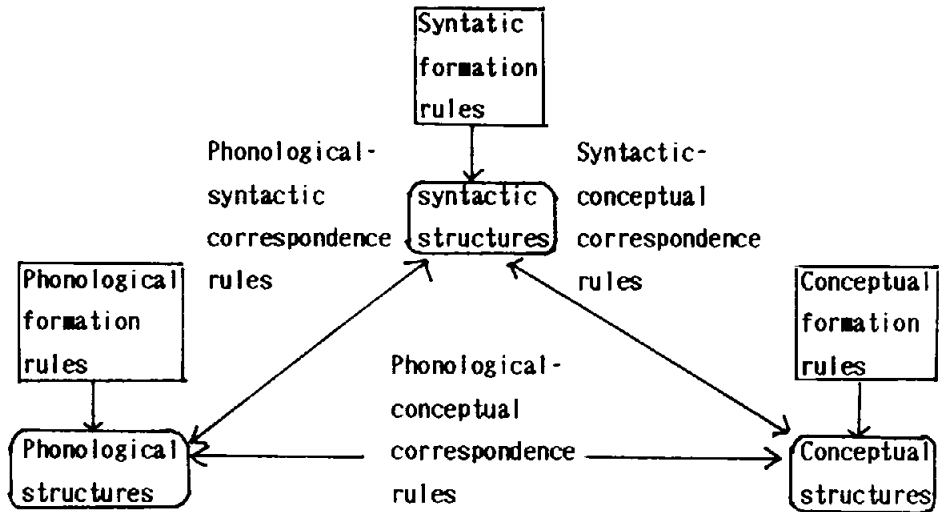 Syntatic
formation
rules
Phonological-
syntactic
correspondence
rules
syntactic
structures
Syntactic-
conceptual
correspondence
rules
Phonological
formation
rules
Phonological-
conceptual
correspondence
rules
Conceptual
formation
rules
Phonological
structures
Conceptual
structures